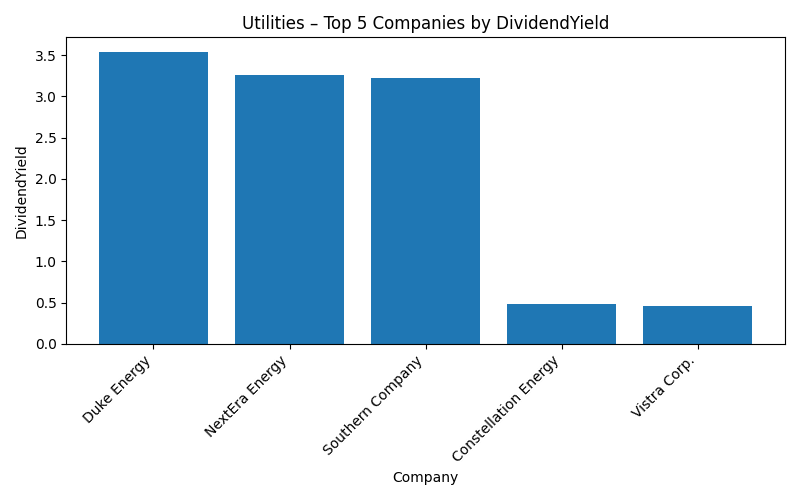 Utilities – Top 5 Companies by DividendYield
DividendYield
3.5
3.0
2.5
2.0
1.5
1.0
0.5
0.0
Duke Energy
NextEra Energy
Southern Company
Constellation Energy
Vistra Corp.
Company